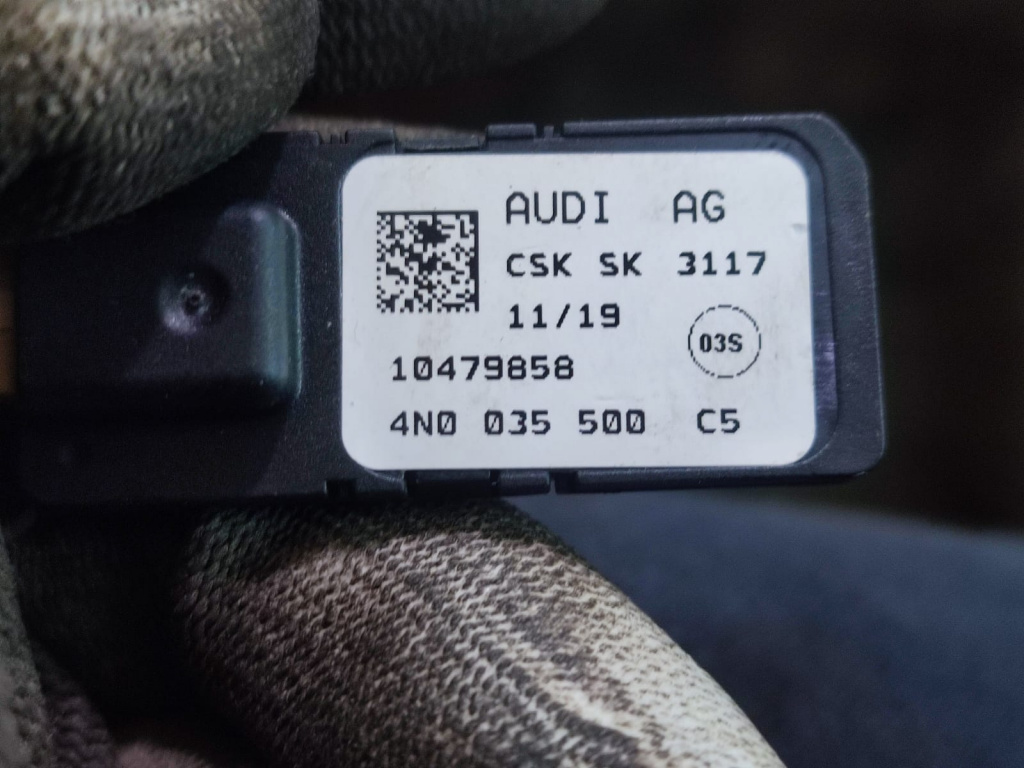 AUDI AG
CSK SK 3117
11/19
03S
10479858
4N0 035 500 C5